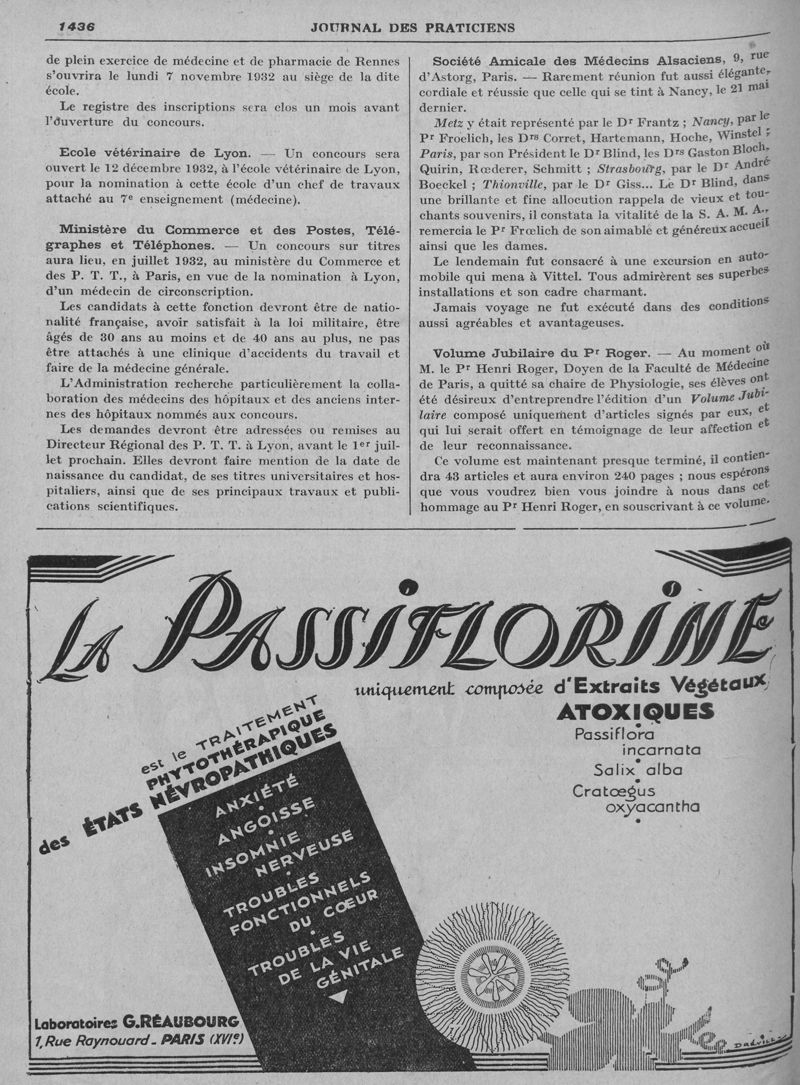 1436
JOURNAL DES PRATICIENS
de plein exercice de médecine et de pharmacie de Rennes
s'ouvrira le lundi 7 novembre 1932 au siège de la dite
école.
Le registre des inscriptions sera clos un mois avant
l'ouverture du concours.
Ecole vétérinaire de Lyon. — Un concours sera
ouvert le 12 décembre 1932, à l'école vétérinaire de Lyon,
pour la nomination à cette école d'un chef de travaux
attaché au 7e enseignement (médecine).
Ministère du Commerce et des Postes, Télé-
graphes et Téléphones. — Un concours sur titres
aura lieu, en juillet 1932, au ministère du Commerce et
des P. T. T., à Paris, en vue de la nomination à Lyon,
d'un médecin de circonscription.
Les candidats à cette fonction devront être de natio-
nalité française, avoir satisfait à la loi militaire, être
âgés de 30 ans au moins et de 40 ans au plus, ne pas
être attachés à une clinique d'accidents du travail et
faire de la médecine générale.
L'Administration recherche particulièrement la colla-
boration des médecins des hôpitaux et des anciens inter-
nes des hôpitaux nommés aux concours.
Les demandes devront être adressées ou remises au
Directeur Régional des P. T. T. à Lyon, avant le 1er juil-
let prochain. Elles devront faire mention de la date de
naissance du candidat, de ses titres universitaires et hos-
pitaliers, ainsi que de ses principaux travaux et publi-
cations scientifiques.
Société Amicale des Médecins Alsaciens, 9, rue
d'Astorg, Paris. — Rarement réunion fut aussi élégante,
cordiale et réussie que celle qui se tint à Nancy, le 21 mai
dernier.
Metz y était représenté par le Dr Frantz ; Nancy, par le
Pr Froelich, les Drs Corret, Hartemann, Hoche, Winstel ;
Paris, par son Président le Dr Blind, les Drs Gaston Bloch,
Quirin, Rœderer, Schmitt ; Strasbourg, par le Dr André
Boeckel ; Thionville, par le Dr Giss... Le Dr Blind, dans
une brillante et fine allocution rappela de vieux et tou-
chants souvenirs, il constata la vitalité de la S. A. M. A.,
remercia le Pr Frœlich de son aimable et généreux accueil
ainsi que les dames.
Le lendemain fut consacré à une excursion en auto-
mobile qui mena à Vittel. Tous admirèrent ses superbes
installations et son cadre charmant.
Jamais voyage ne fut exécuté dans des conditions
aussi agréables et avantageuses.
Volume Jubilaire du Pr Roger. — Au moment où
M. le Pr Henri Roger, Doyen de la Faculté de Médecine
de Paris, a quitté sa chaire de Physiologie, ses élèves ont
été désireux d'entreprendre l'édition d'un Volume Jubi-
laire composé uniquement d'articles signés par eux, et
qui lui serait offert en témoignage de leur affection et
de leur reconnaissance.
Ce volume est maintenant presque terminé, il contien-
dra 43 articles et aura environ 240 pages ; nous espérons
que vous voudrez bien vous joindre à nous dans cet
hommage au Pr Henri Roger, en souscrivant à ce volume.
LA PASSIFLORINE
uniquement composée d'Extraits Végétaux
ATOXIQUES
Passiflora
incarnata
Salix alba
Cratœgus
oxyacantha
est le TRAITEMENT
PHYTOTHÉRAPIQUE
des ÉTATS NÉVROPATHIQUES
ANXIÉTÉ
ANGOISSE
INSOMNIE
NERVEUSE
TROUBLES
FONCTIONNELS
DU CŒUR
TROUBLES
DE LA VIE
GÉNITALE
Laboratoires G.RÉAUBOURG
1, Rue Raynouard - PARIS (XVIe)